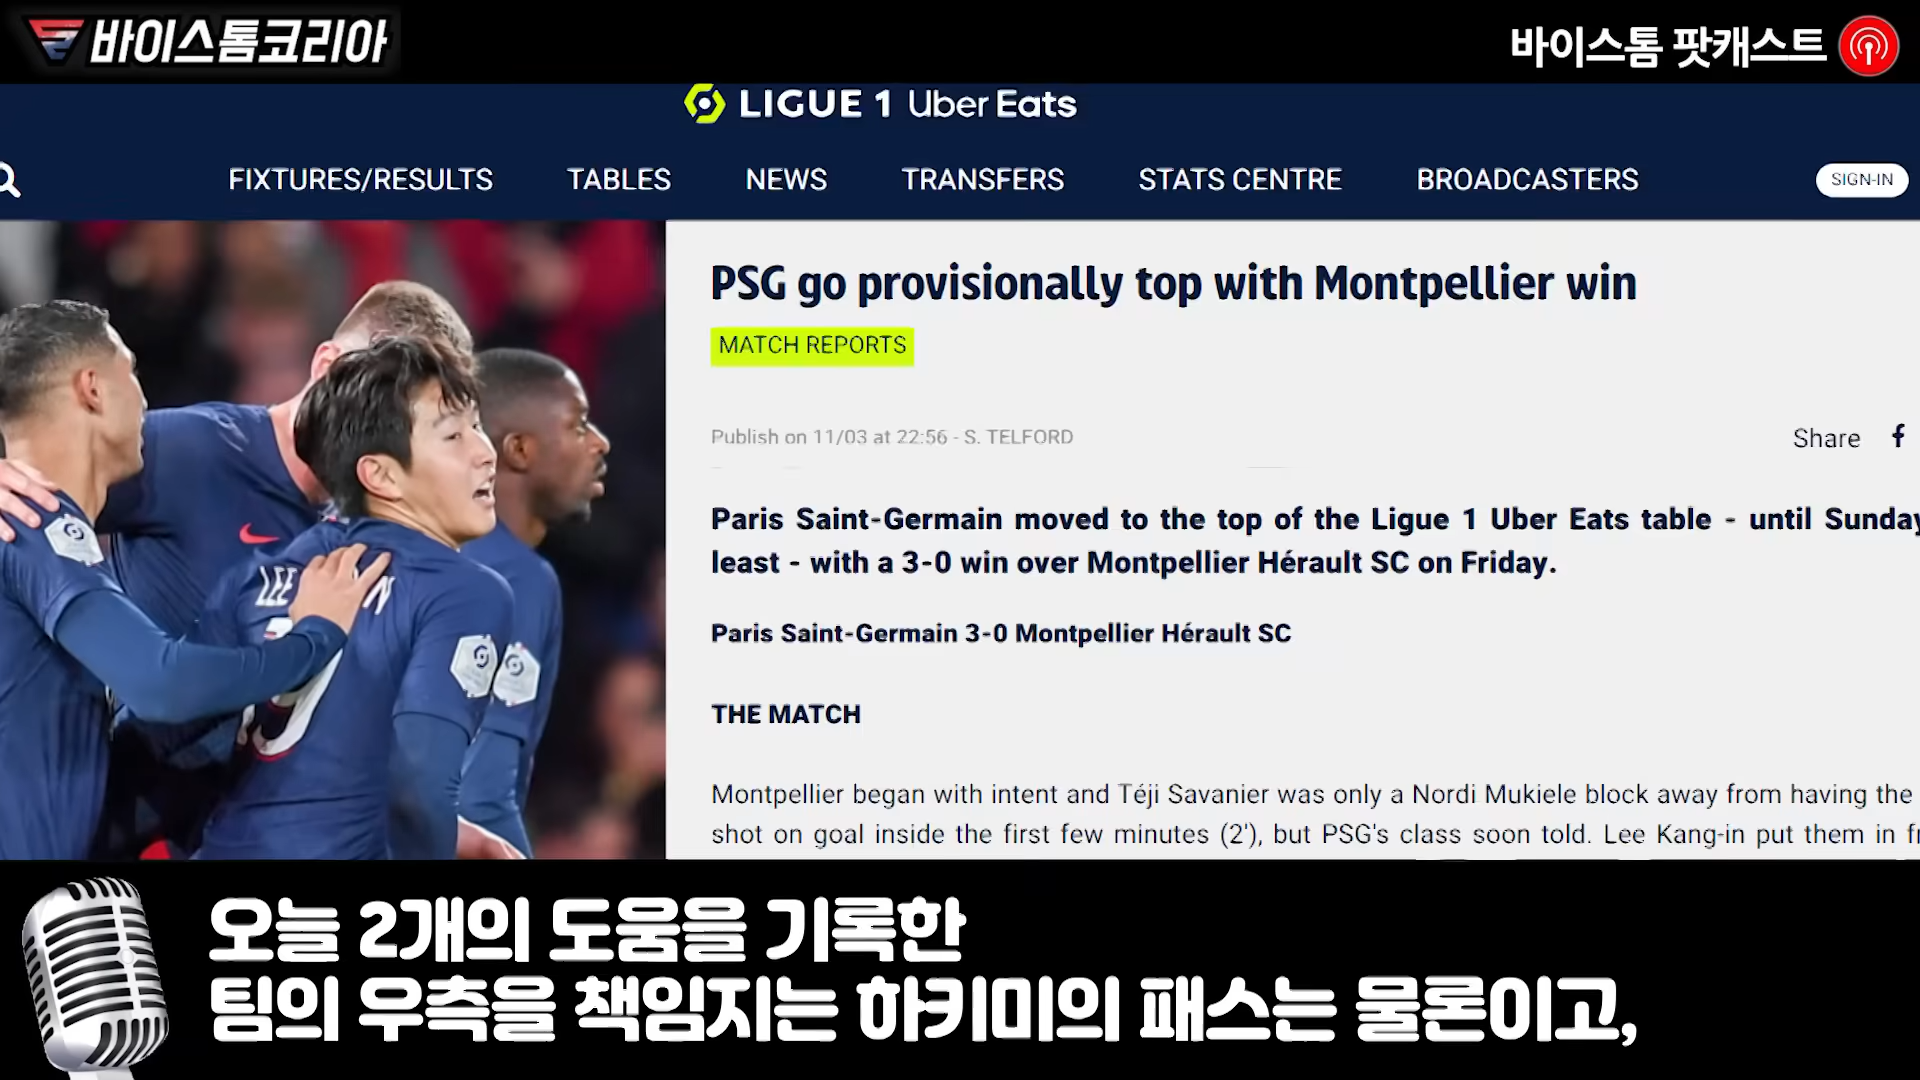 바이스톰코리아
바이스톰 팟캐스트
LIGUE 1 Uber Eats
FIXTURES/RESULTS TABLES NEWS TRANSFERS STATS CENTRE BROADCASTERS SIGN-IN
PSG go provisionally top with Montpellier win
MATCH REPORTS
Publish on 11/03 at 22:56 - S. TELFORD
Share
Paris Saint-Germain moved to the top of the Ligue 1 Uber Eats table - until Sunday
least - with a 3-0 win over Montpellier Hérault SC on Friday.
Paris Saint-Germain 3-0 Montpellier Hérault SC
THE MATCH
Montpellier began with intent and Téji Savanier was only a Nordi Mukiele block away from having the
shot on goal inside the first few minutes (2'), but PSG's class soon told. Lee Kang-in put them in
LEE
오늘 2개의 도움을 기록한
팀의 우측을 책임지는 하키미의 패스는 물론이고,